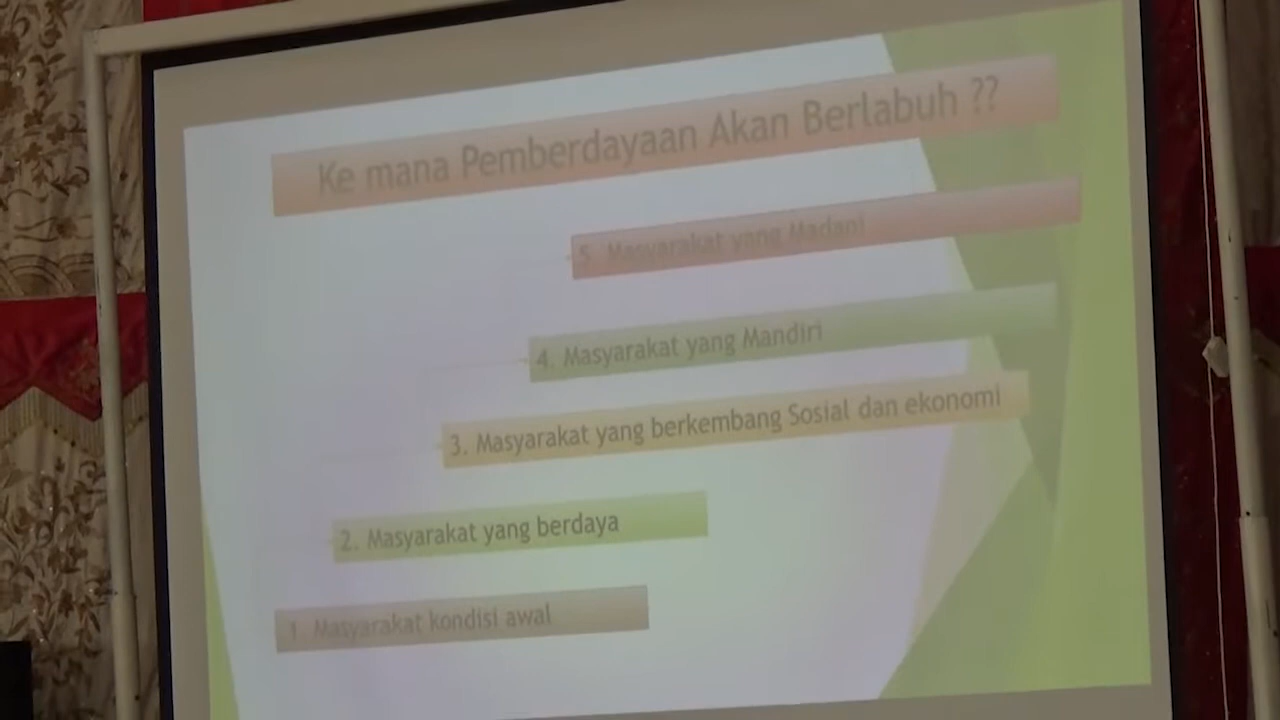 Ke mana Pemberdayaan Akan Berlabuh ??
5. Masyarakat yang Madani
4. Masyarakat yang Mandiri
3. Masyarakat yang berkembang Sosial dan ekonomi
2. Masyarakat yang berdaya
1. Masyarakat kondisi awal